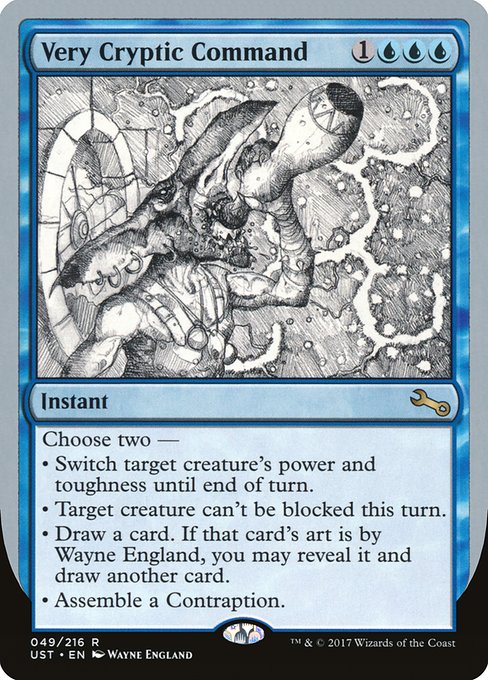 Very Cryptic Command 1
Instant
Choose two —
• Switch target creature's power and
toughness until end of turn.
• Target creature can't be blocked this turn.
• Draw a card. If that card's art is by
Wayne England, you may reveal it and
draw another card.
• Assemble a Contraption.
049/216 R
UST • EN Wayne England
™ & © 2017 Wizards of the Coast